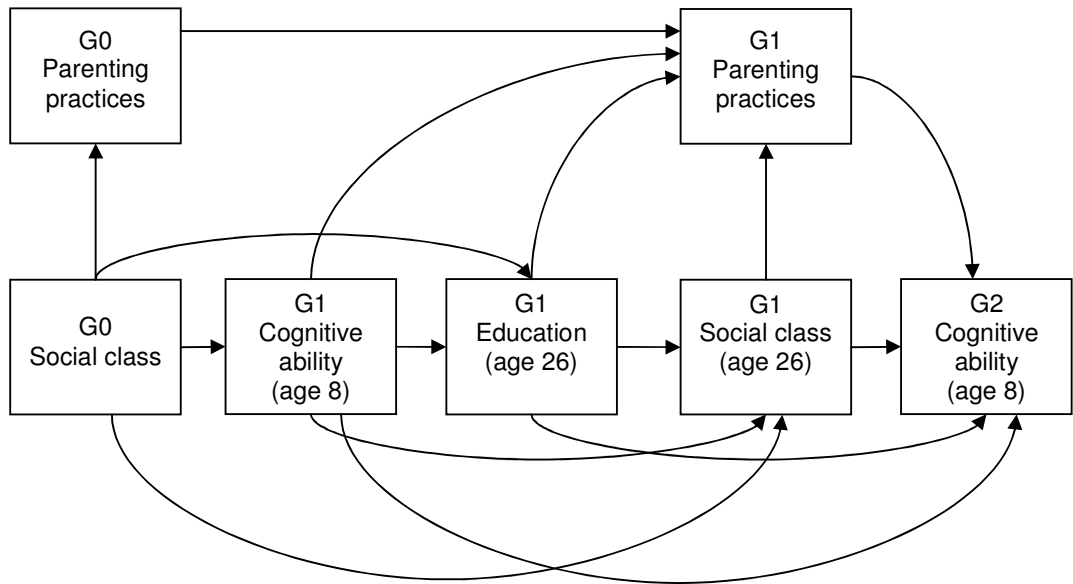 G0
Parenting
practices
G1
Parenting
practices
G0
Social class
G1
Cognitive
ability
(age 8)
G1
Education
(age 26)
G1
Social class
(age 26)
G2
Cognitive
ability
(age 8)